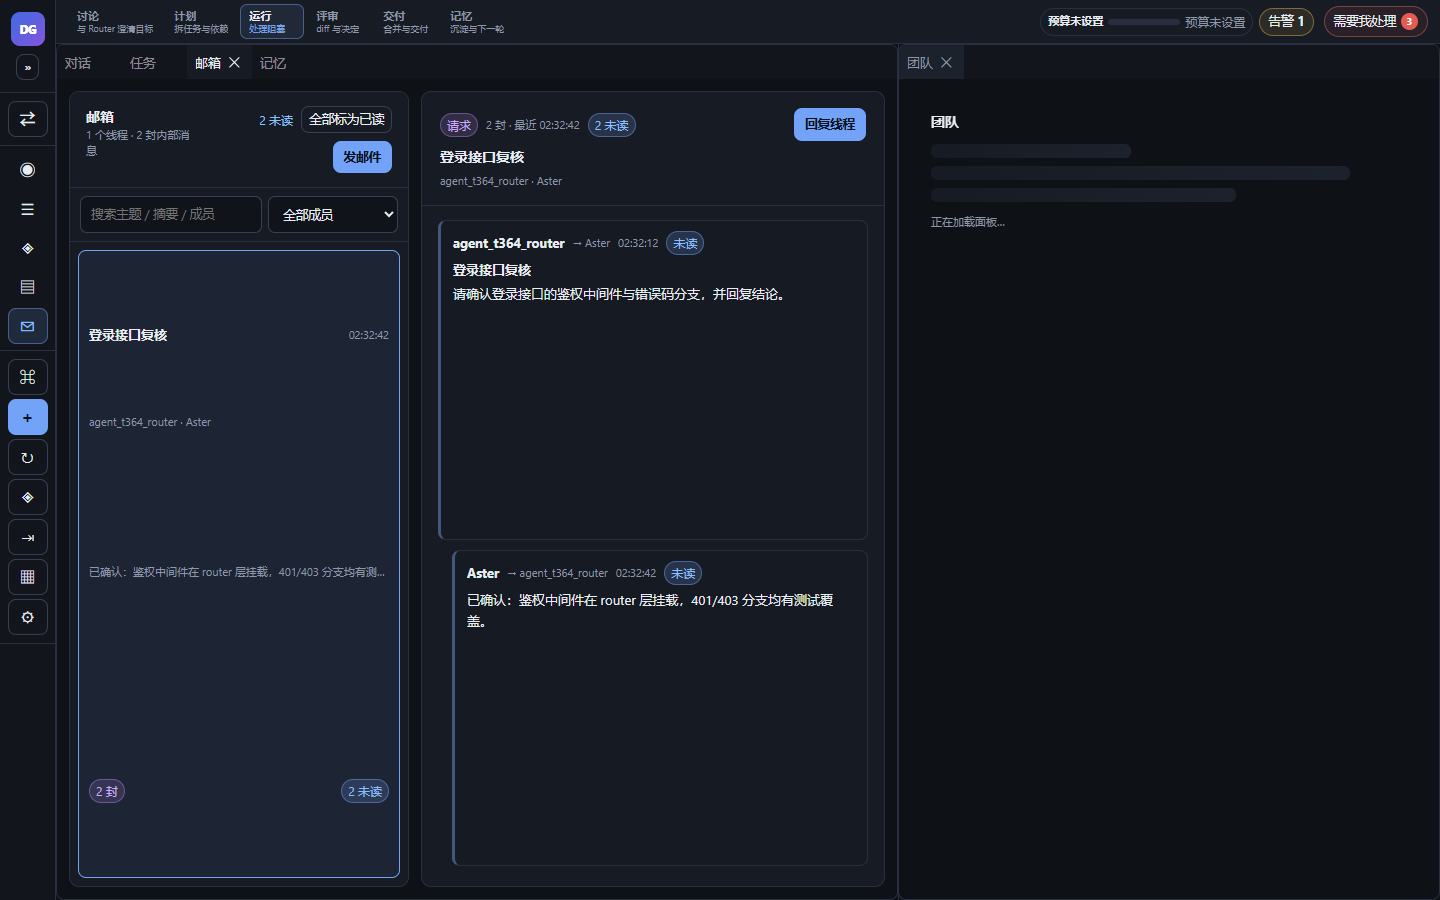 DG
讨论
与 Router 澄清目标
计划
拆任务与依赖
运行
处理阻塞
评审
diff 与决定
交付
合并与交付
记忆
沉淀与下一轮
预算未设置 预算未设置
告警 1
需要我处理 3
»
对话 任务 邮箱 记忆
团队
邮箱
1 个线程 · 2 封内部消
息
2 未读 全部标为已读
发邮件
搜索主题 / 摘要 / 成员 全部成员
登录接口复核 02:32:42
agent_t364_router · Aster
已确认：鉴权中间件在 router 层挂载，401/403 分支均有测...
2 封 2 未读
请求 2 封 · 最近 02:32:42 2 未读
回复线程
登录接口复核
agent_t364_router · Aster
agent_t364_router → Aster 02:32:12 未读
登录接口复核
请确认登录接口的鉴权中间件与错误码分支，并回复结论。
Aster → agent_t364_router 02:32:42 未读
已确认：鉴权中间件在 router 层挂载，401/403 分支均有测试覆
盖。
团队
正在加载面板...